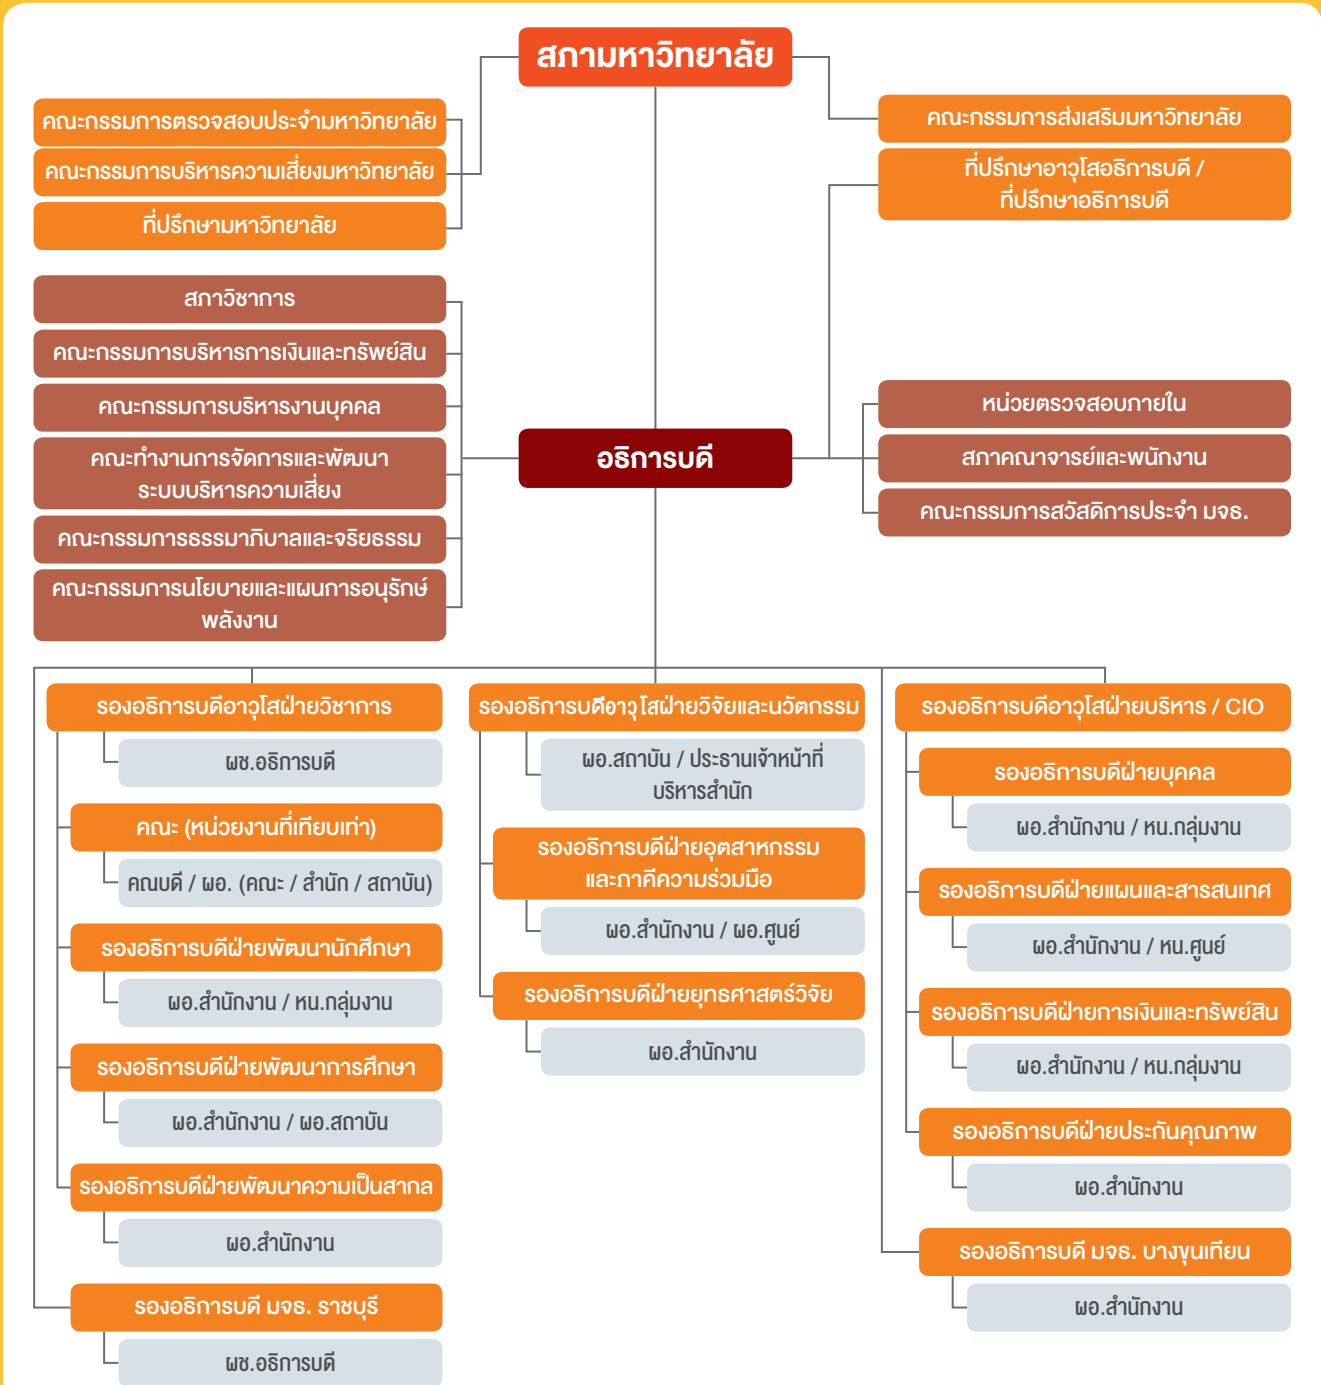 สภามหาวิทยาลัย
คณะกรรมการตรวจสอบประจำมหาวิทยาลัย
คณะกรรมการบริหารความเสี่ยงมหาวิทยาลัย
ที่ปรึกษามหาวิทยาลัย
คณะกรรมการส่งเสริมมหาวิทยาลัย
ที่ปรึกษาอาวุโสอธิการบดี /
ที่ปรึกษาอธิการบดี
สภาวิชาการ
คณะกรรมการบริหารการเงินและทรัพย์สิน
คณะกรรมการบริหารงานบุคคล
คณะทำงานการจัดการและพัฒนา
ระบบบริหารความเสี่ยง
คณะกรรมการธรรมาภิบาลและจริยธรรม
คณะกรรมการนโยบายและแผนการอนุรักษ์
พลังงาน
อธิการบดี
หน่วยตรวจสอบภายใน
สภาคณาจารย์และพนักงาน
คณะกรรมการสวัสดิการประจำ มจธ.
รองอธิการบดีอาวุโสฝ่ายวิชาการ
ผช.อธิการบดี
คณะ (หน่วยงานที่เทียบเท่า)
คณบดี / ผอ. (คณะ / สำนัก / สถาบัน)
รองอธิการบดีฝ่ายพัฒนานักศึกษา
ผอ.สำนักงาน / หน.กลุ่มงาน
รองอธิการบดีฝ่ายพัฒนาการศึกษา
ผอ.สำนักงาน / ผอ.สถาบัน
รองอธิการบดีฝ่ายพัฒนาความเป็นสากล
ผอ.สำนักงาน
รองอธิการบดี มจธ. ราชบุรี
ผช.อธิการบดี
รองอธิการบดีอาวุโสฝ่ายวิจัยและนวัตกรรม
ผอ.สถาบัน / ประธานเจ้าหน้าที่
บริหารสำนัก
รองอธิการบดีฝ่ายอุตสาหกรรม
และภาคีความร่วมมือ
ผอ.สำนักงาน / ผอ.ศูนย์
รองอธิการบดีฝ่ายยุทธศาสตร์วิจัย
ผอ.สำนักงาน
รองอธิการบดีอาวุโสฝ่ายบริหาร / CIO
รองอธิการบดีฝ่ายบุคคล
ผอ.สำนักงาน / หน.กลุ่มงาน
รองอธิการบดีฝ่ายแผนและสารสนเทศ
ผอ.สำนักงาน / หน.ศูนย์
รองอธิการบดีฝ่ายการเงินและทรัพย์สิน
ผอ.สำนักงาน / หน.กลุ่มงาน
รองอธิการบดีฝ่ายประกันคุณภาพ
ผอ.สำนักงาน
รองอธิการบดี มจธ. บางขุนเทียน
ผอ.สำนักงาน